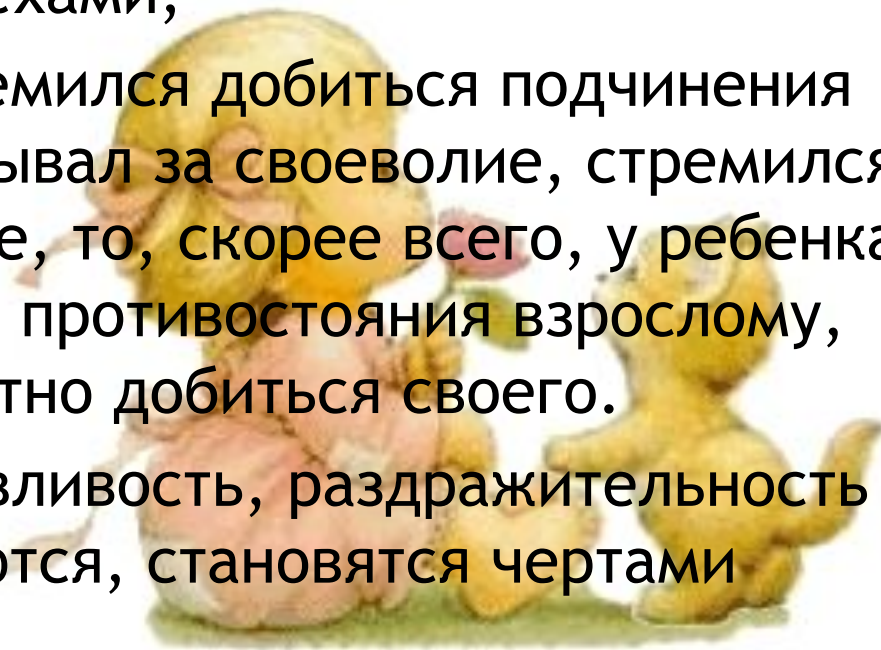 ехами,
емился добиться подчинения
ывал за своеволие, стремился
е, то, скорее всего, у ребенка
противостояния взрослому,
тно добиться своего.
зливость, раздражительность
ются, становятся чертами